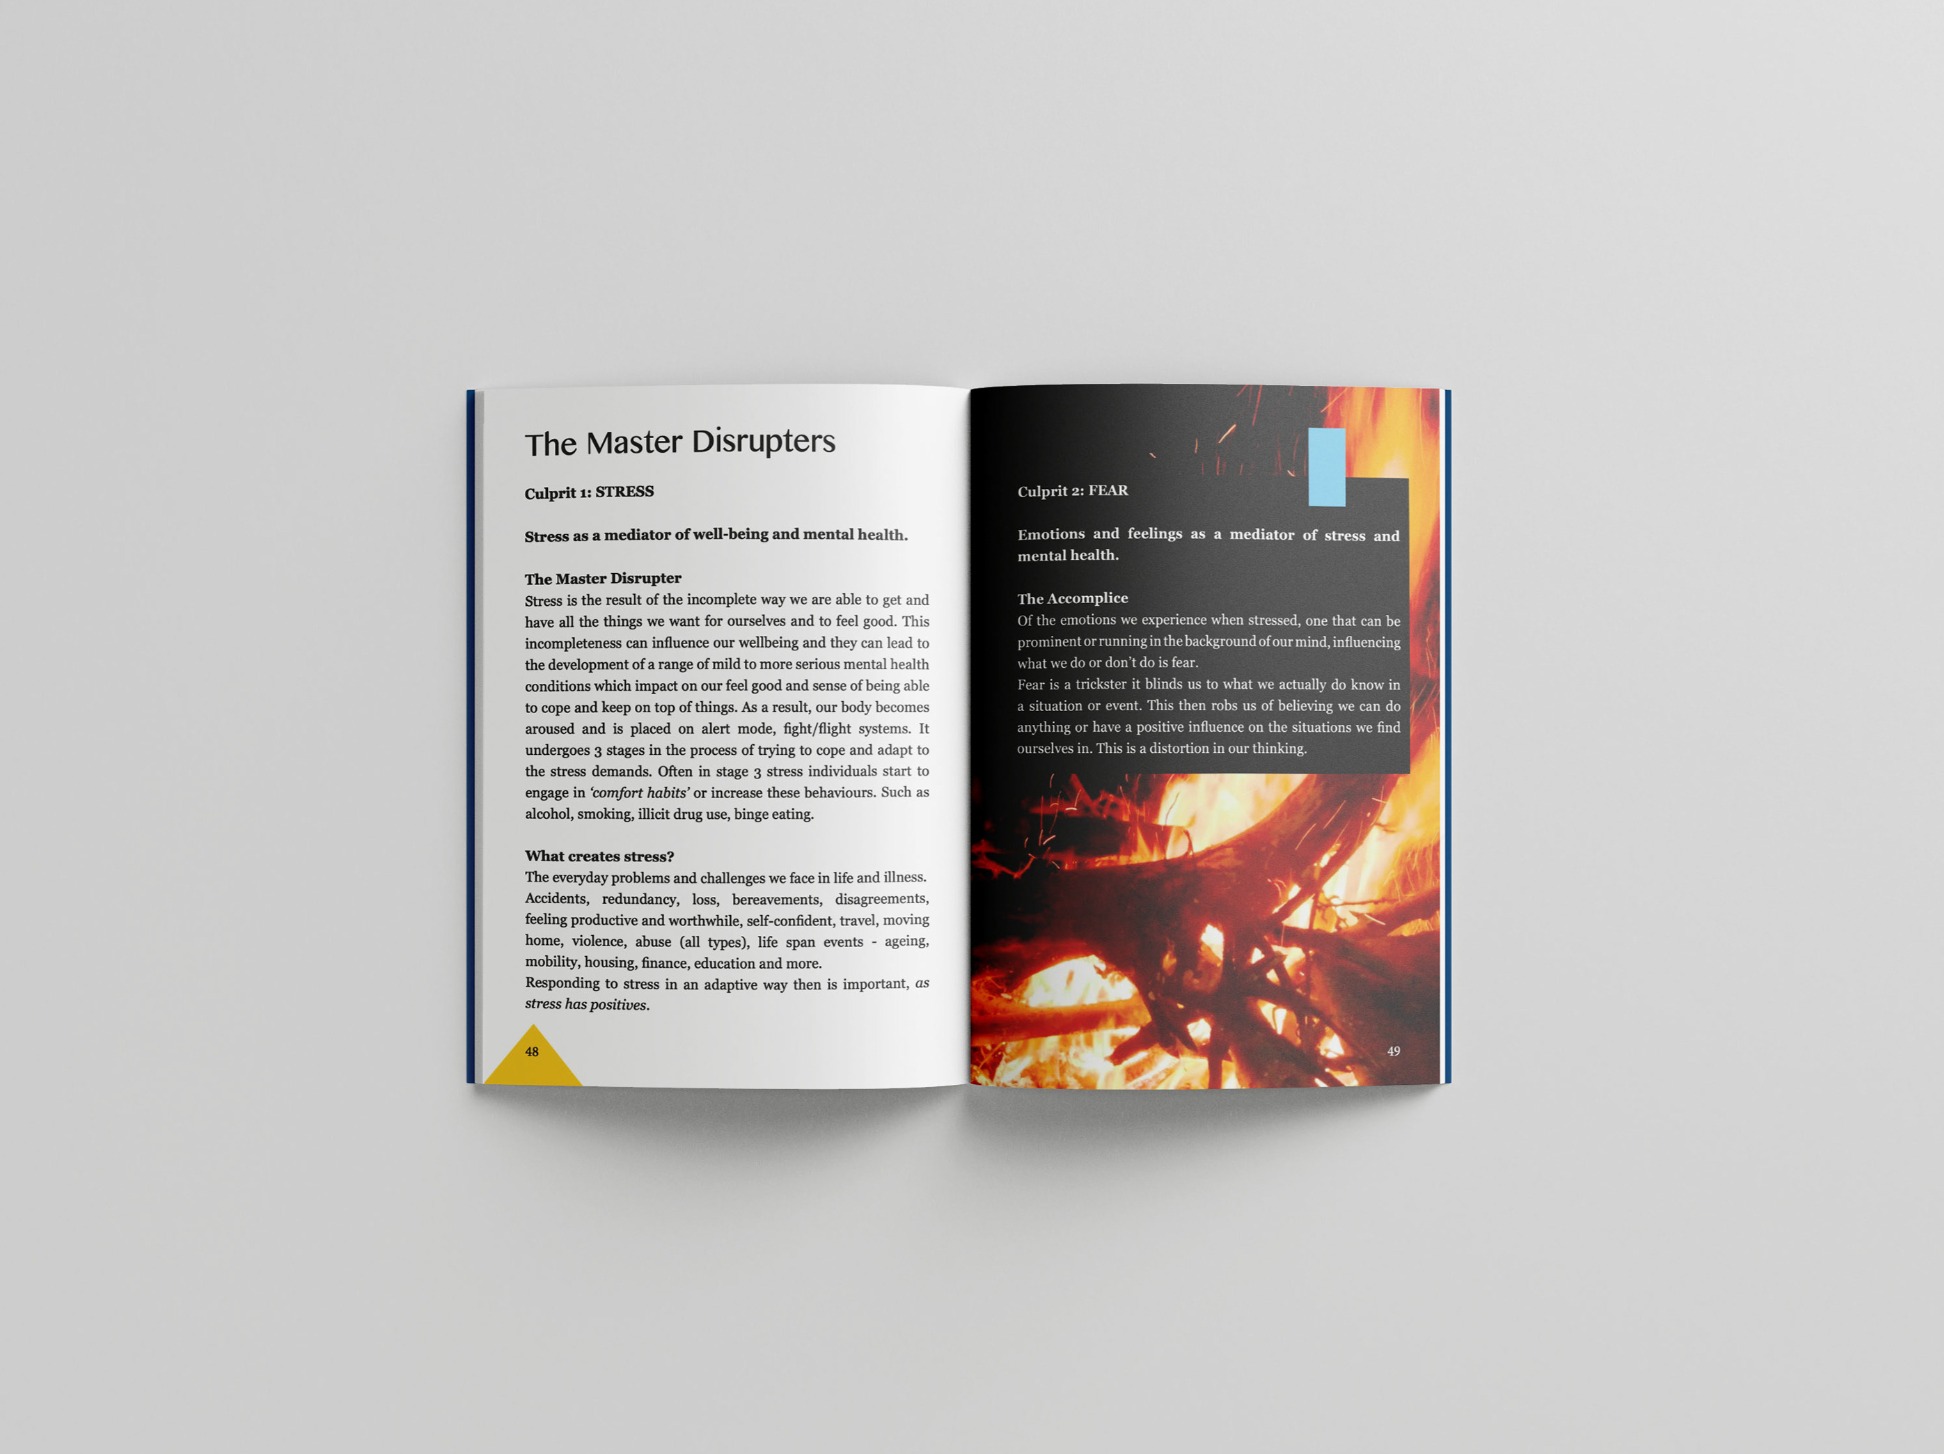 The Master Disrupters
Culprit 1: STRESS
Stress as a mediator of well-being and mental health.
The Master Disrupter
Stress is the result of the incomplete way we are able to get and
have all the things we want for ourselves and to feel good. This
incompleteness can influence our wellbeing and they can lead to
the development of a range of mild to more serious mental health
conditions which impact on our feel good and sense of being able
to cope and keep on top of things. As a result, our body becomes
aroused and is placed on alert mode, fight/flight systems. It
undergoes 3 stages in the process of trying to cope and adapt to
the stress demands. Often in stage 3 stress individuals start to
engage in ‘comfort habits’ or increase these behaviours. Such as
alcohol, smoking, illicit drug use, binge eating.
What creates stress?
The everyday problems and challenges we face in life and illness.
Accidents, redundancy, loss, bereavements, disagreements,
feeling productive and worthwhile, self-confident, travel, moving
home, violence, abuse (all types), life span events - ageing,
mobility, housing, finance, education and more.
Responding to stress in an adaptive way then is important, as
stress has positives.
48
Culprit 2: FEAR
Emotions and feelings as a mediator of stress and
mental health.
The Accomplice
Of the emotions we experience when stressed, one that can be
prominent or running in the background of our mind, influencing
what we do or don’t do is fear.
Fear is a trickster it blinds us to what we actually do know in
a situation or event. This then robs us of believing we can do
anything or have a positive influence on the situations we find
ourselves in. This is a distortion in our thinking.
49